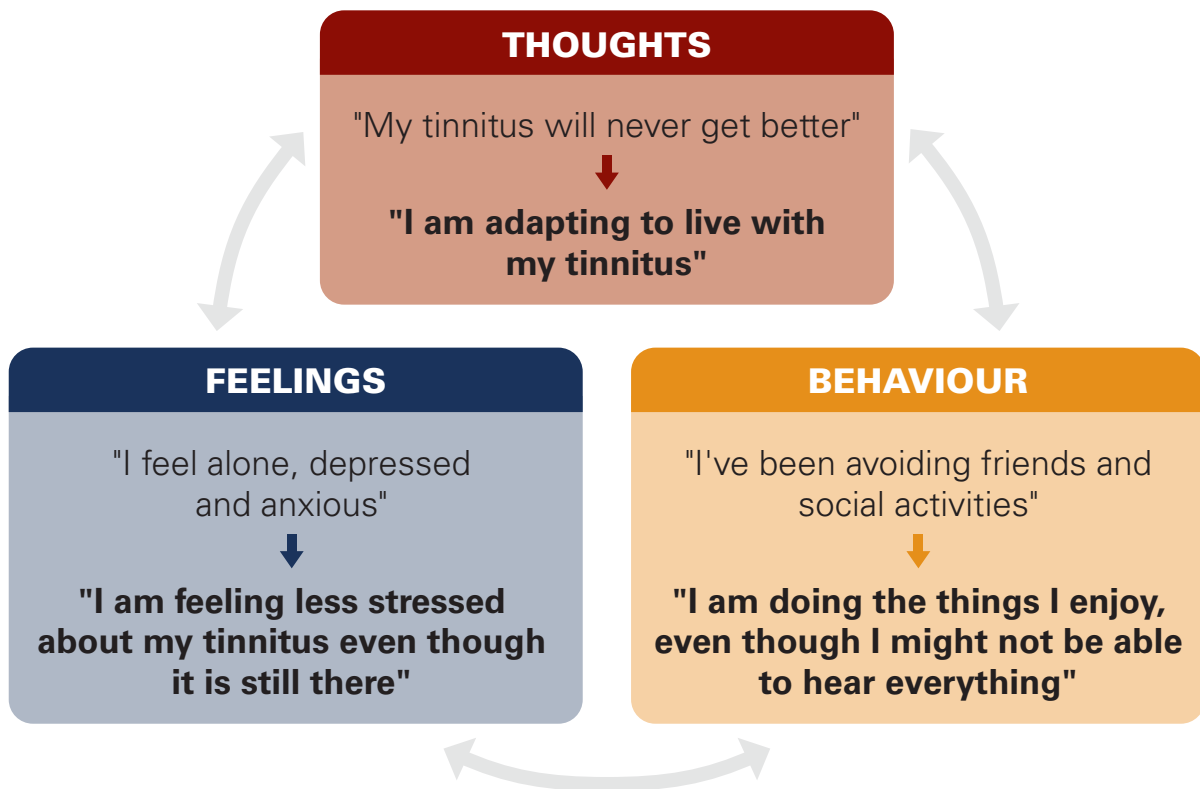 THOUGHTS
"My tinnitus will never get better"
"I am adapting to live with
my tinnitus"
FEELINGS
"I feel alone, depressed
and anxious"
"I am feeling less stressed
about my tinnitus even though
it is still there"
BEHAVIOUR
"I've been avoiding friends and
social activities"
"I am doing the things I enjoy,
even though I might not be able
to hear everything"